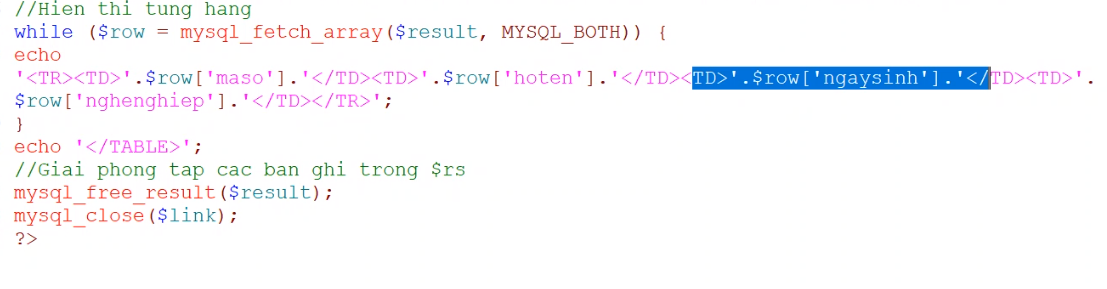 //Hien thi tung hang
while ($row = mysql_fetch_array($result, MYSQL_BOTH)) {
echo
'<TR><TD>'.$row['maso'].'</TD><TD>'.$row['hoten'].'</TD><TD>'.$row['ngaysinh'].'</TD><TD>'.
$row['nghenghiep'].'</TD></TR>';
}
echo '</TABLE>';
//Giai phong tap cac ban ghi trong $rs
mysql_free_result($result);
mysql_close($link);
?>